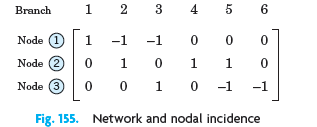 Branch 1 2 3 4 5 6
Node 1 1 −1 −1 0 0 0
Node 2 0 1 0 1 1 0
Node 3 0 0 1 0 −1 −1
Fig. 155. Network and nodal incidence